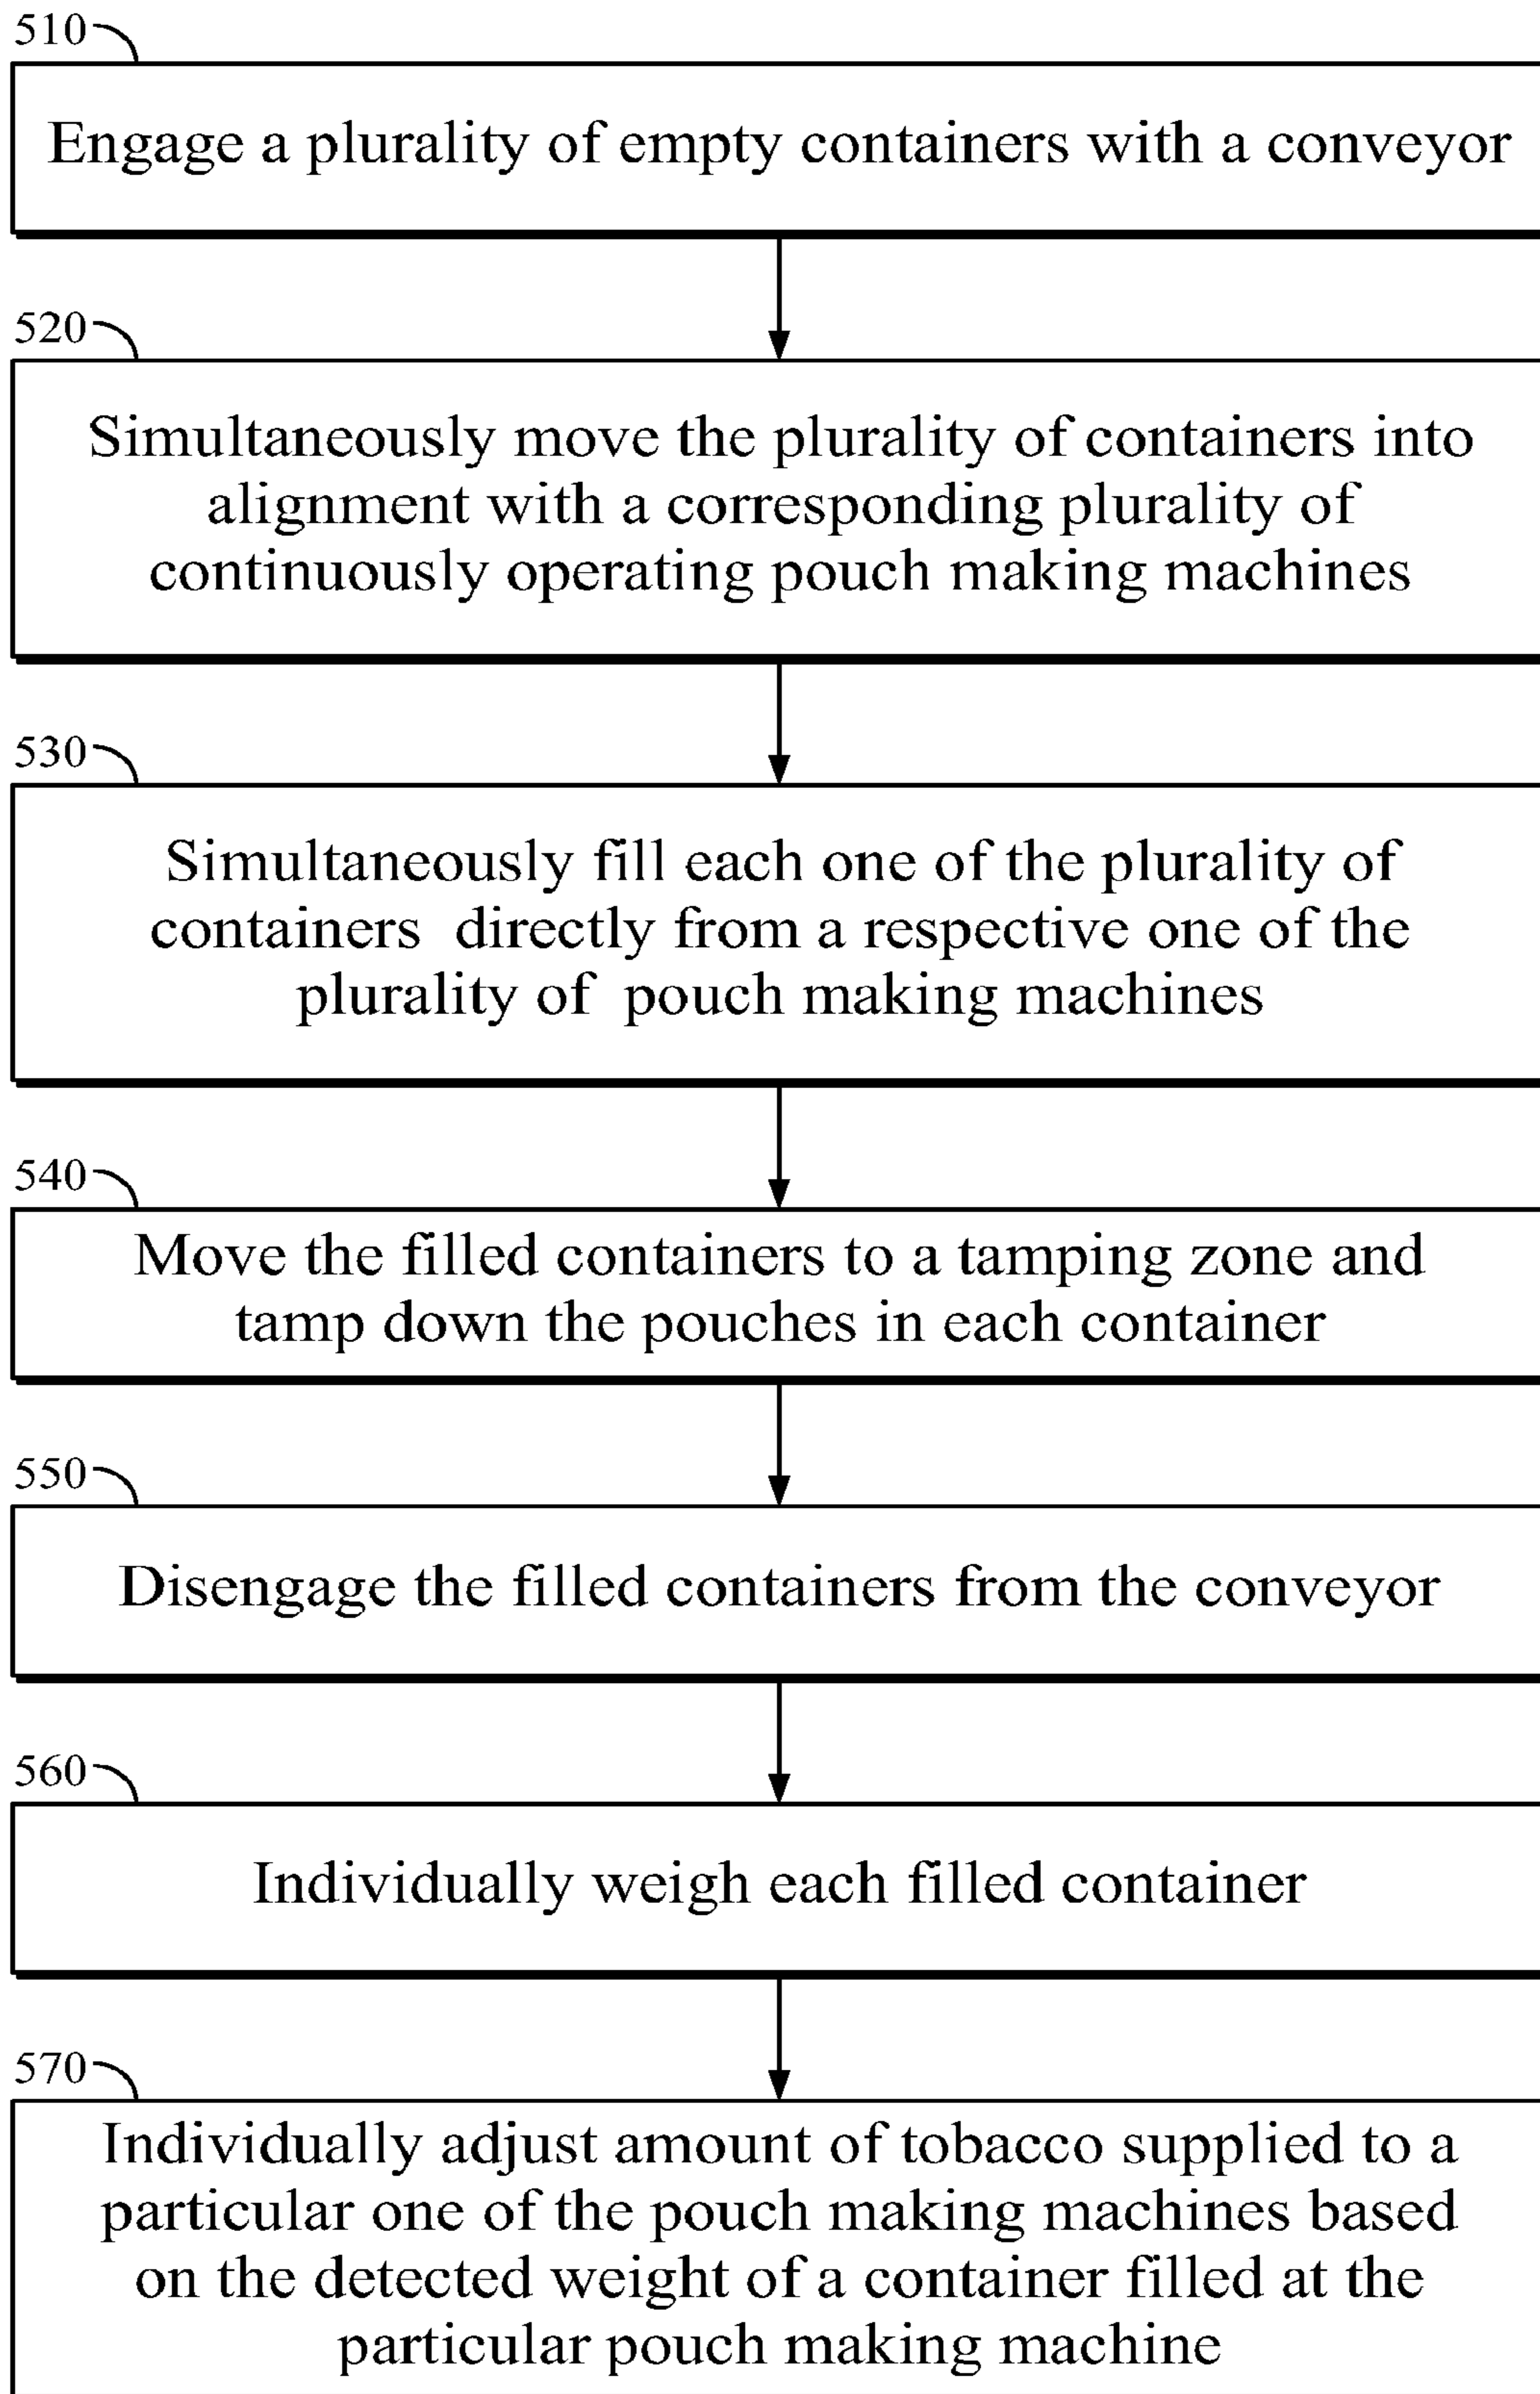 510
Engage a plurality of empty containers with a conveyor
520
Simultaneously move the plurality of containers into
alignment with a corresponding plurality of
continuously operating pouch making machines
530
Simultaneously fill each one of the plurality of
containers directly from a respective one of the
plurality of pouch making machines
540
Move the filled containers to a tamping zone and
tamp down the pouches in each container
550
Disengage the filled containers from the conveyor
560
Individually weigh each filled container
570
Individually adjust amount of tobacco supplied to a
particular one of the pouch making machines based
on the detected weight of a container filled at the
particular pouch making machine